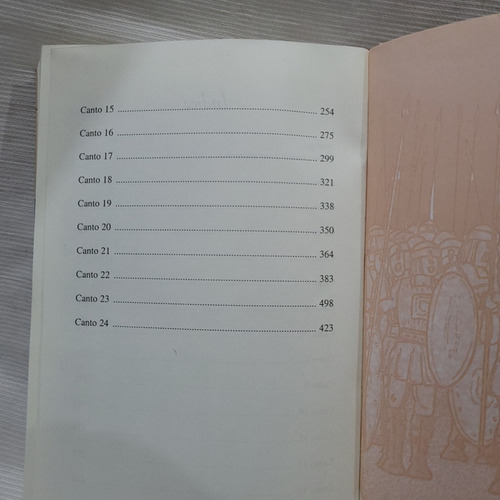 Canto 15 ........ 254
Canto 16 ........ 275
Canto 17 ........ 299
Canto 18 ........ 321
Canto 19 ........ 338
Canto 20 ........ 350
Canto 21 ........ 364
Canto 22 ........ 383
Canto 23 ........ 498
Canto 24 ........ 423